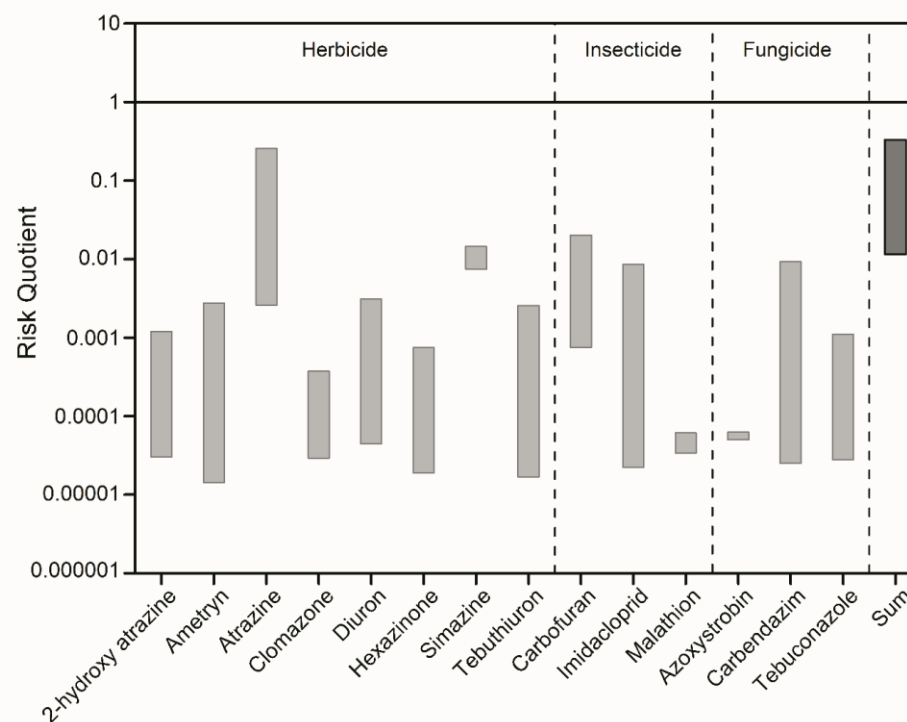 Herbicide
Insecticide
Fungicide
Risk Quotient
10
1
0.1
0.01
0.001
0.0001
0.00001
0.000001
2-hydroxy atrazine
Ametryn
Atrazine
Clomazone
Diuron
Hexazinone
Simazine
Tebuthiuron
Carbofuran
Imidacloprid
Malathion
Azoxystrobin
Carbendazim
Tebuconazole
Sum